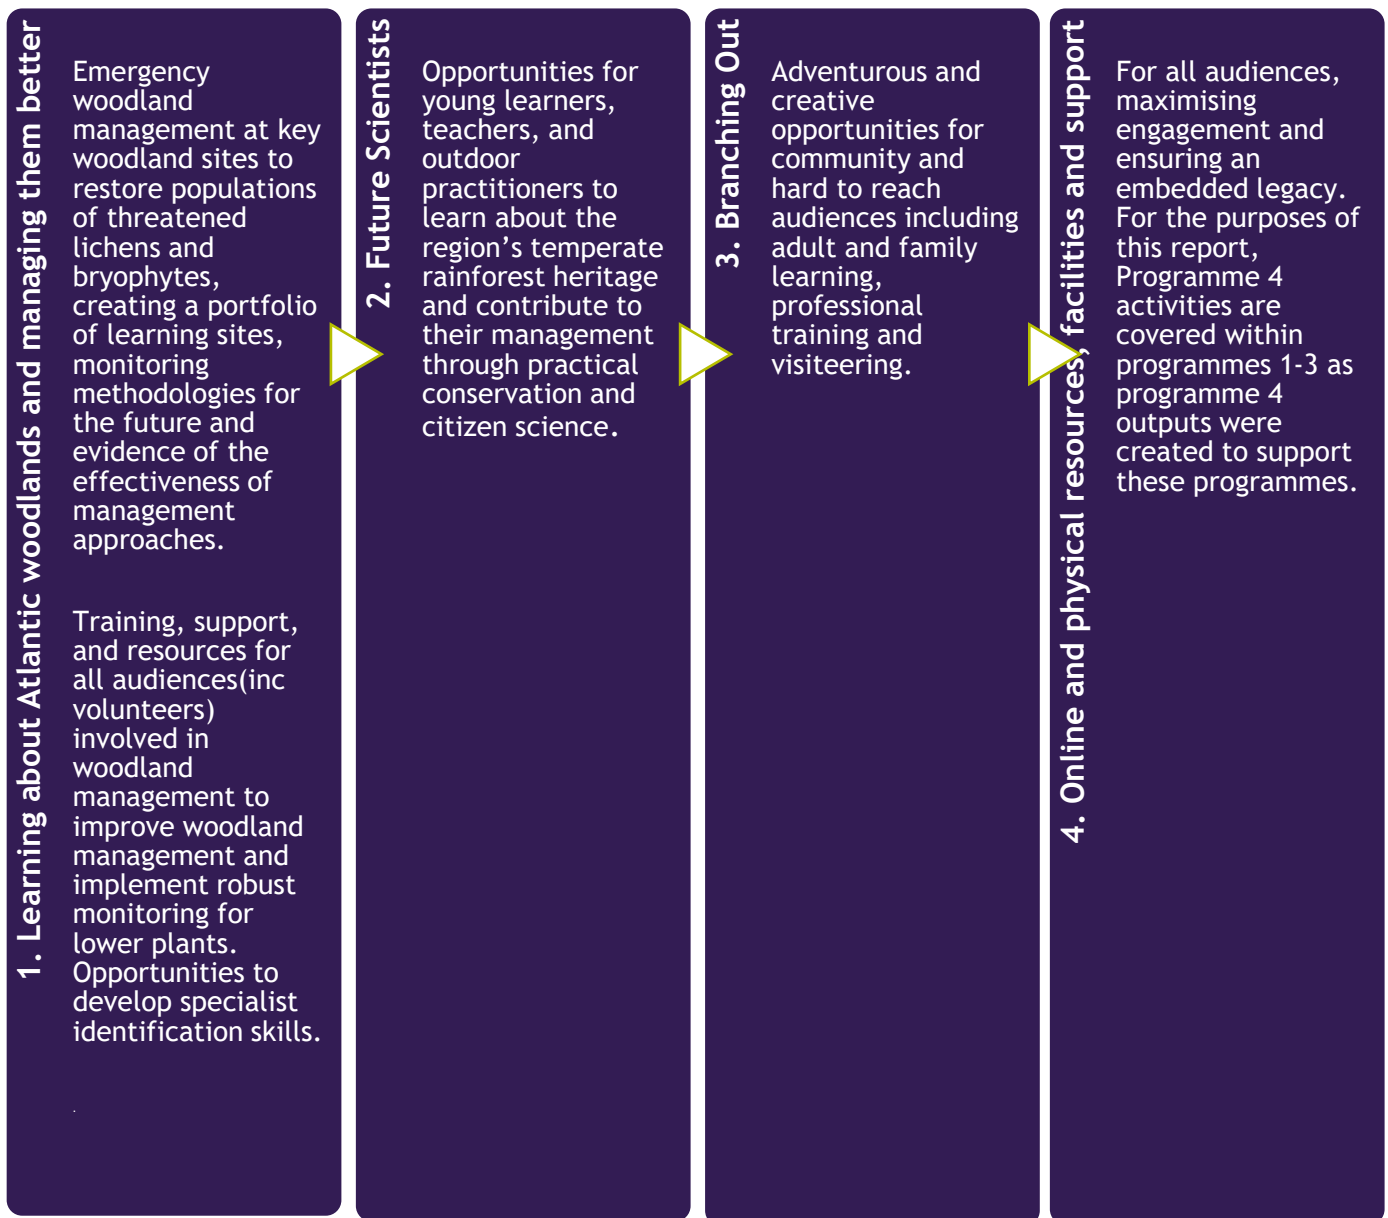 1. Learning about Atlantic woodlands and managing them better
Emergency
woodland
management at key
woodland sites to
restore populations
of threatened
lichens and
bryophytes,
creating a portfolio
of learning sites,
monitoring
methodologies for
the future and
evidence of the
effectiveness of
management
approaches.
Training, support,
and resources for
all audiences(inc
volunteers)
involved in
woodland
management to
improve woodland
management and
implement robust
monitoring for
lower plants.
Opportunities to
develop specialist
identification skills.
.
2. Future Scientists
Opportunities for
young learners,
teachers, and
outdoor
practitioners to
learn about the
region’s temperate
rainforest heritage
and contribute to
their management
through practical
conservation and
citizen science.
3. Branching Out
Adventurous and
creative
opportunities for
community and
hard to reach
audiences including
adult and family
learning,
professional
training and
visiteering.
4. Online and physical resources, facilities and support
For all audiences,
maximising
engagement and
ensuring an
embedded legacy.
For the purposes of
this report,
Programme 4
activities are
covered within
programmes 1-3 as
programme 4
outputs were
created to support
these programmes.